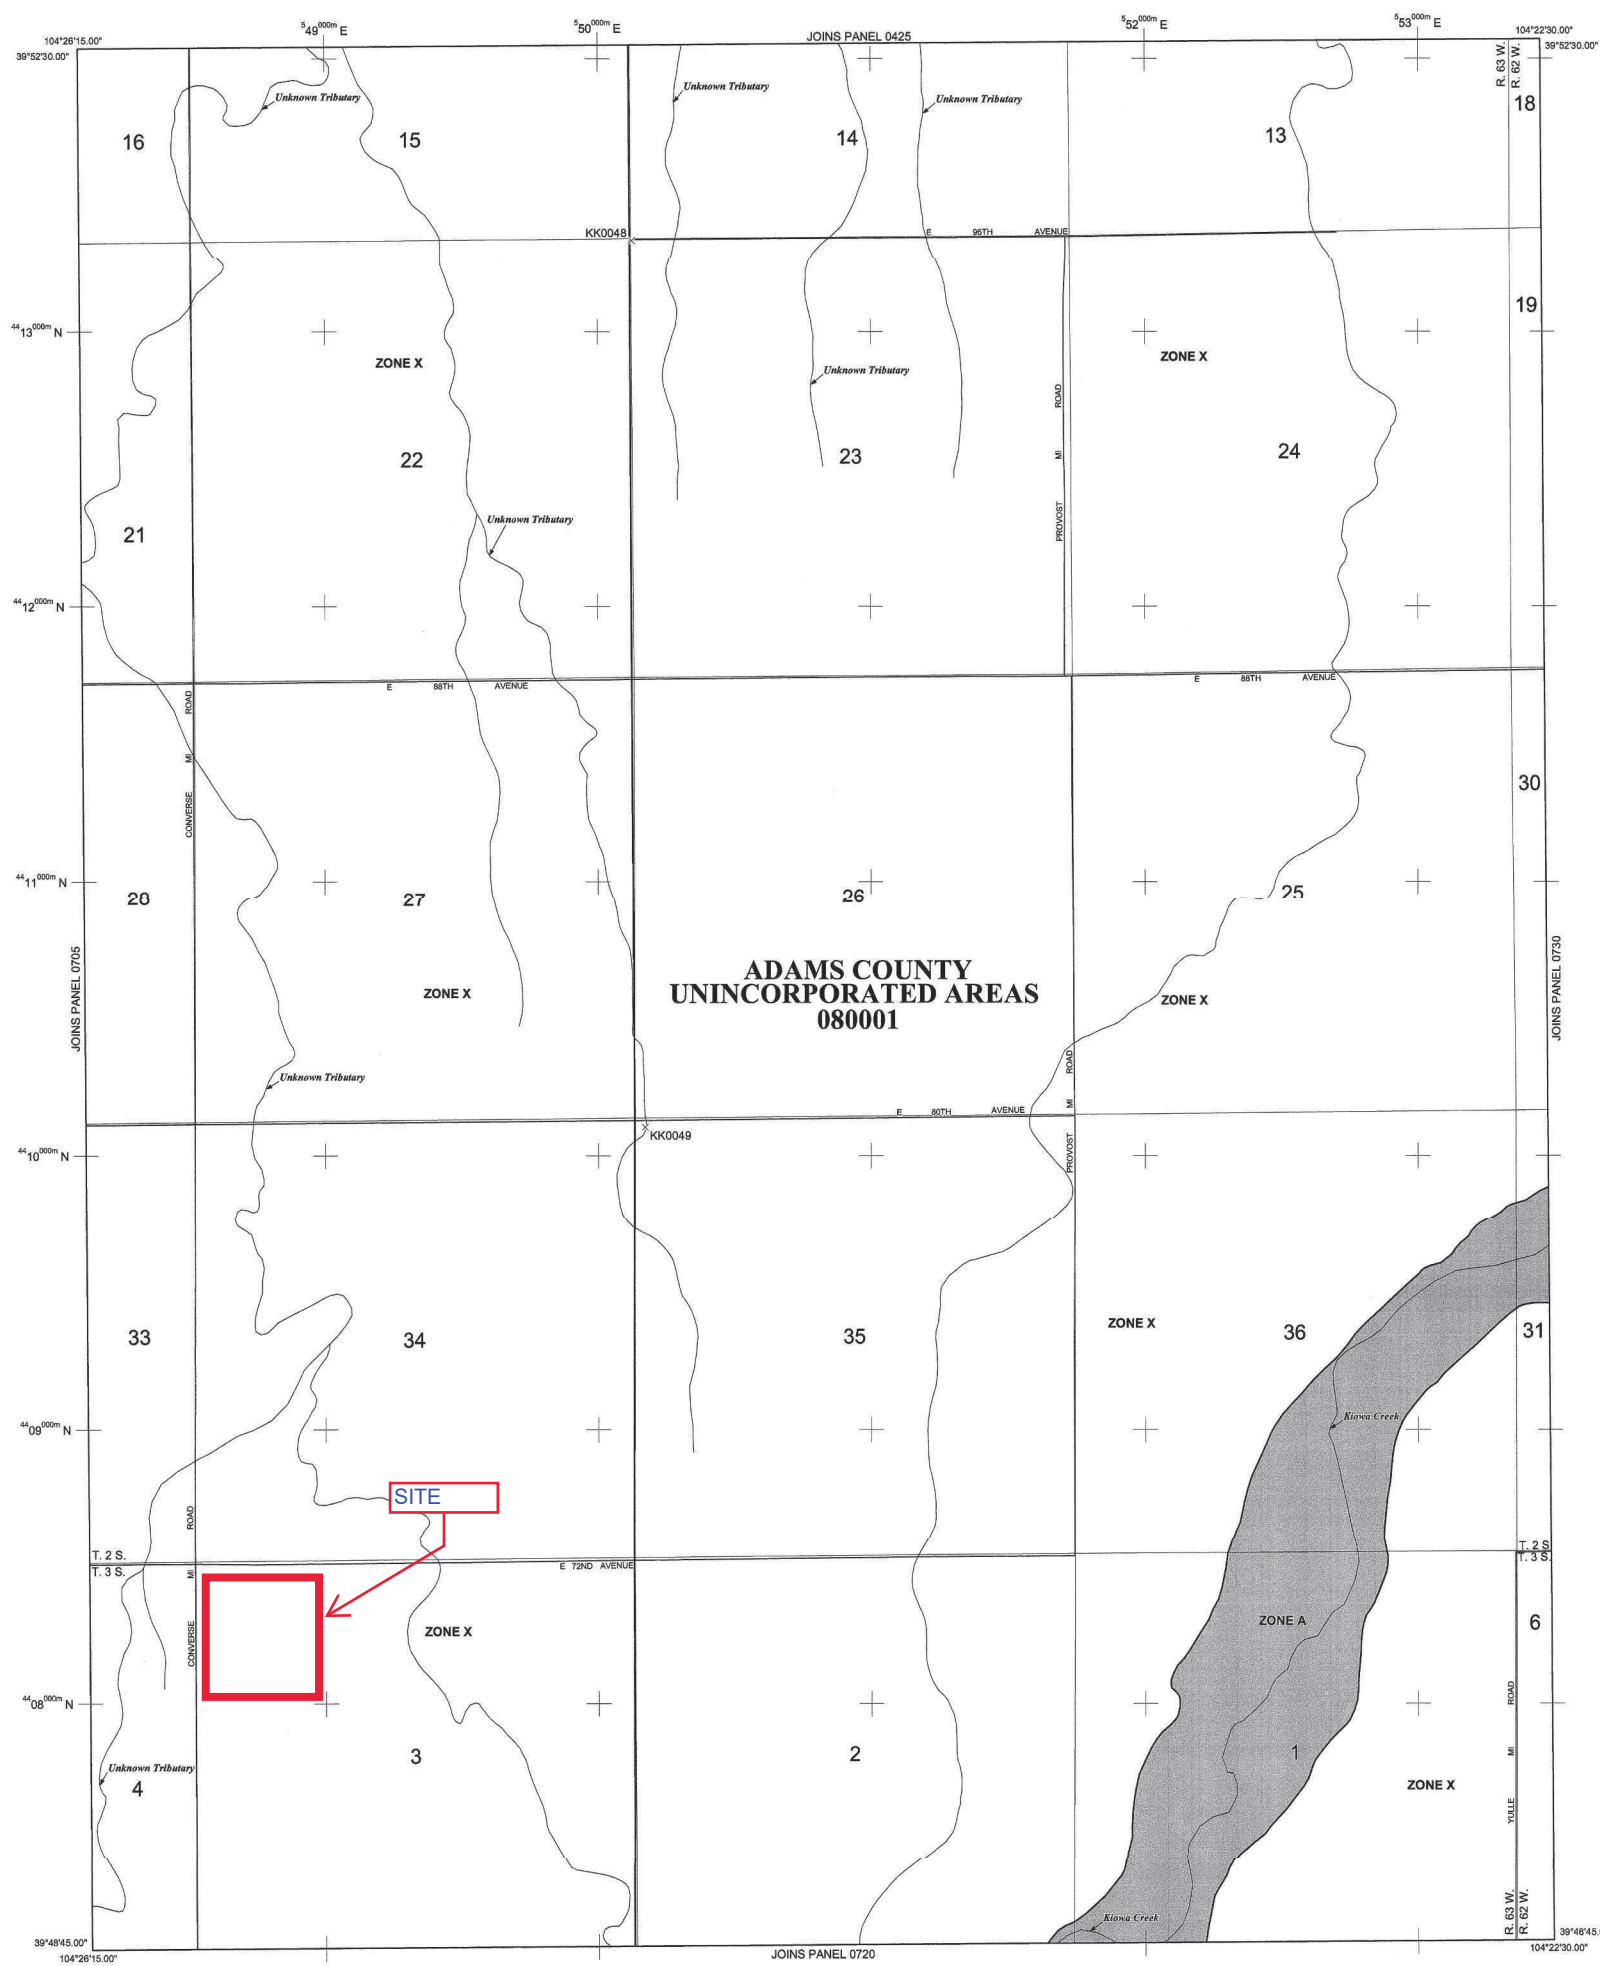 549000m E
550000m E
552000m E
553000m E
104°26'15.00"
JOINS PANEL 0425
104°22'30.00"
39°52'30.00"
39°52'30.00"
R. 63 W.
R. 62 W.
Unknown Tributary
Unknown Tributary
Unknown Tributary
18
16
15
14
13
KK0048
E 96TH AVENUE
19
4413000m N
ZONE X
ZONE X
Unknown Tributary
ROAD
MI
PROVOST
22
23
24
21
Unknown Tributary
4412000m N
E 88TH AVENUE
E 88TH AVENUE
ROAD
MI
CONVERSE
30
4411000m N
28
27
26
25
JOINS PANEL 0705
JOINS PANEL 0730
ZONE X
ADAMS COUNTY
UNINCORPORATED AREAS
080001
ZONE X
Unknown Tributary
ROAD
MI
PROVOST
E 80TH AVENUE
KK0049
4410000m N
33
34
35
ZONE X
36
31
Kiowa Creek
4409000m N
SITE
ROAD
MI
CONVERSE
T. 2 S.
T. 3 S.
E 72ND AVENUE
T. 2 S.
T. 3 S.
ZONE X
ZONE A
6
4408000m N
ROAD
MI
YULLE
3
2
1
Unknown Tributary
4
ZONE X
Kiowa Creek
R. 63 W.
R. 62 W.
39°48'45.00"
39°48'45.0
104°26'15.00"
JOINS PANEL 0720
104°22'30.00"